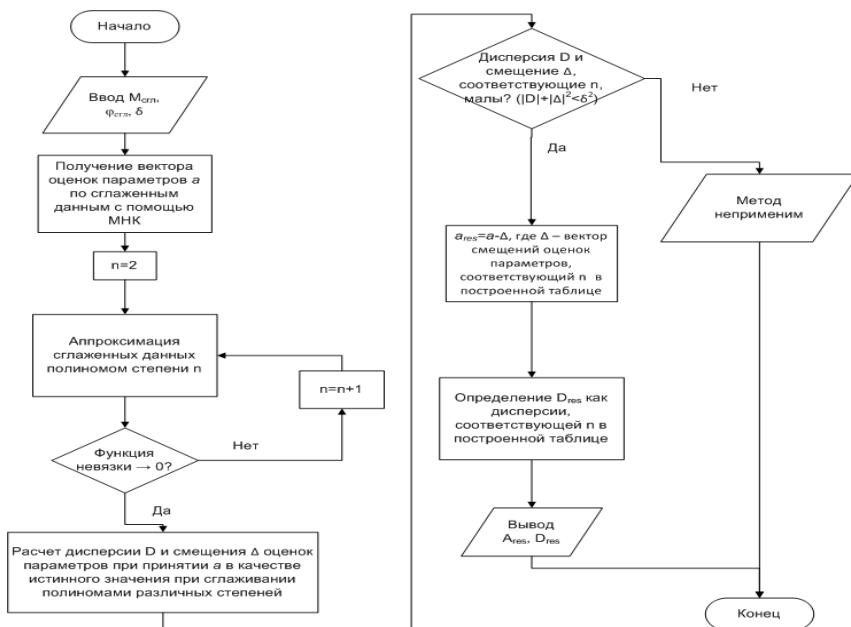 Начало
Ввод Mсгл,
φсгл, δ
Получение вектора
оценок параметров a
по сглаженным
данным с помощью
МНК
n=2
Аппроксимация
сглаженных данных
полиномом степени n
n=n+1
Функция
невязки → 0?
Нет
Да
Расчет дисперсии D и смещения Δ оценок
параметров при принятии a в качестве
истинного значения при сглаживании
полиномами различных степеней
Дисперсия D и
смещение Δ,
соответствующие n,
малы? (|D|+|Δ|²<δ²)
Нет
Да
Метод
неприменим
ares=a-Δ, где Δ – вектор
смещений оценок
параметров,
соответствующий n в
построенной таблице
Определение Dres как
дисперсии,
соответствующей n в
построенной таблице
Вывод
Ares, Dres
Конец